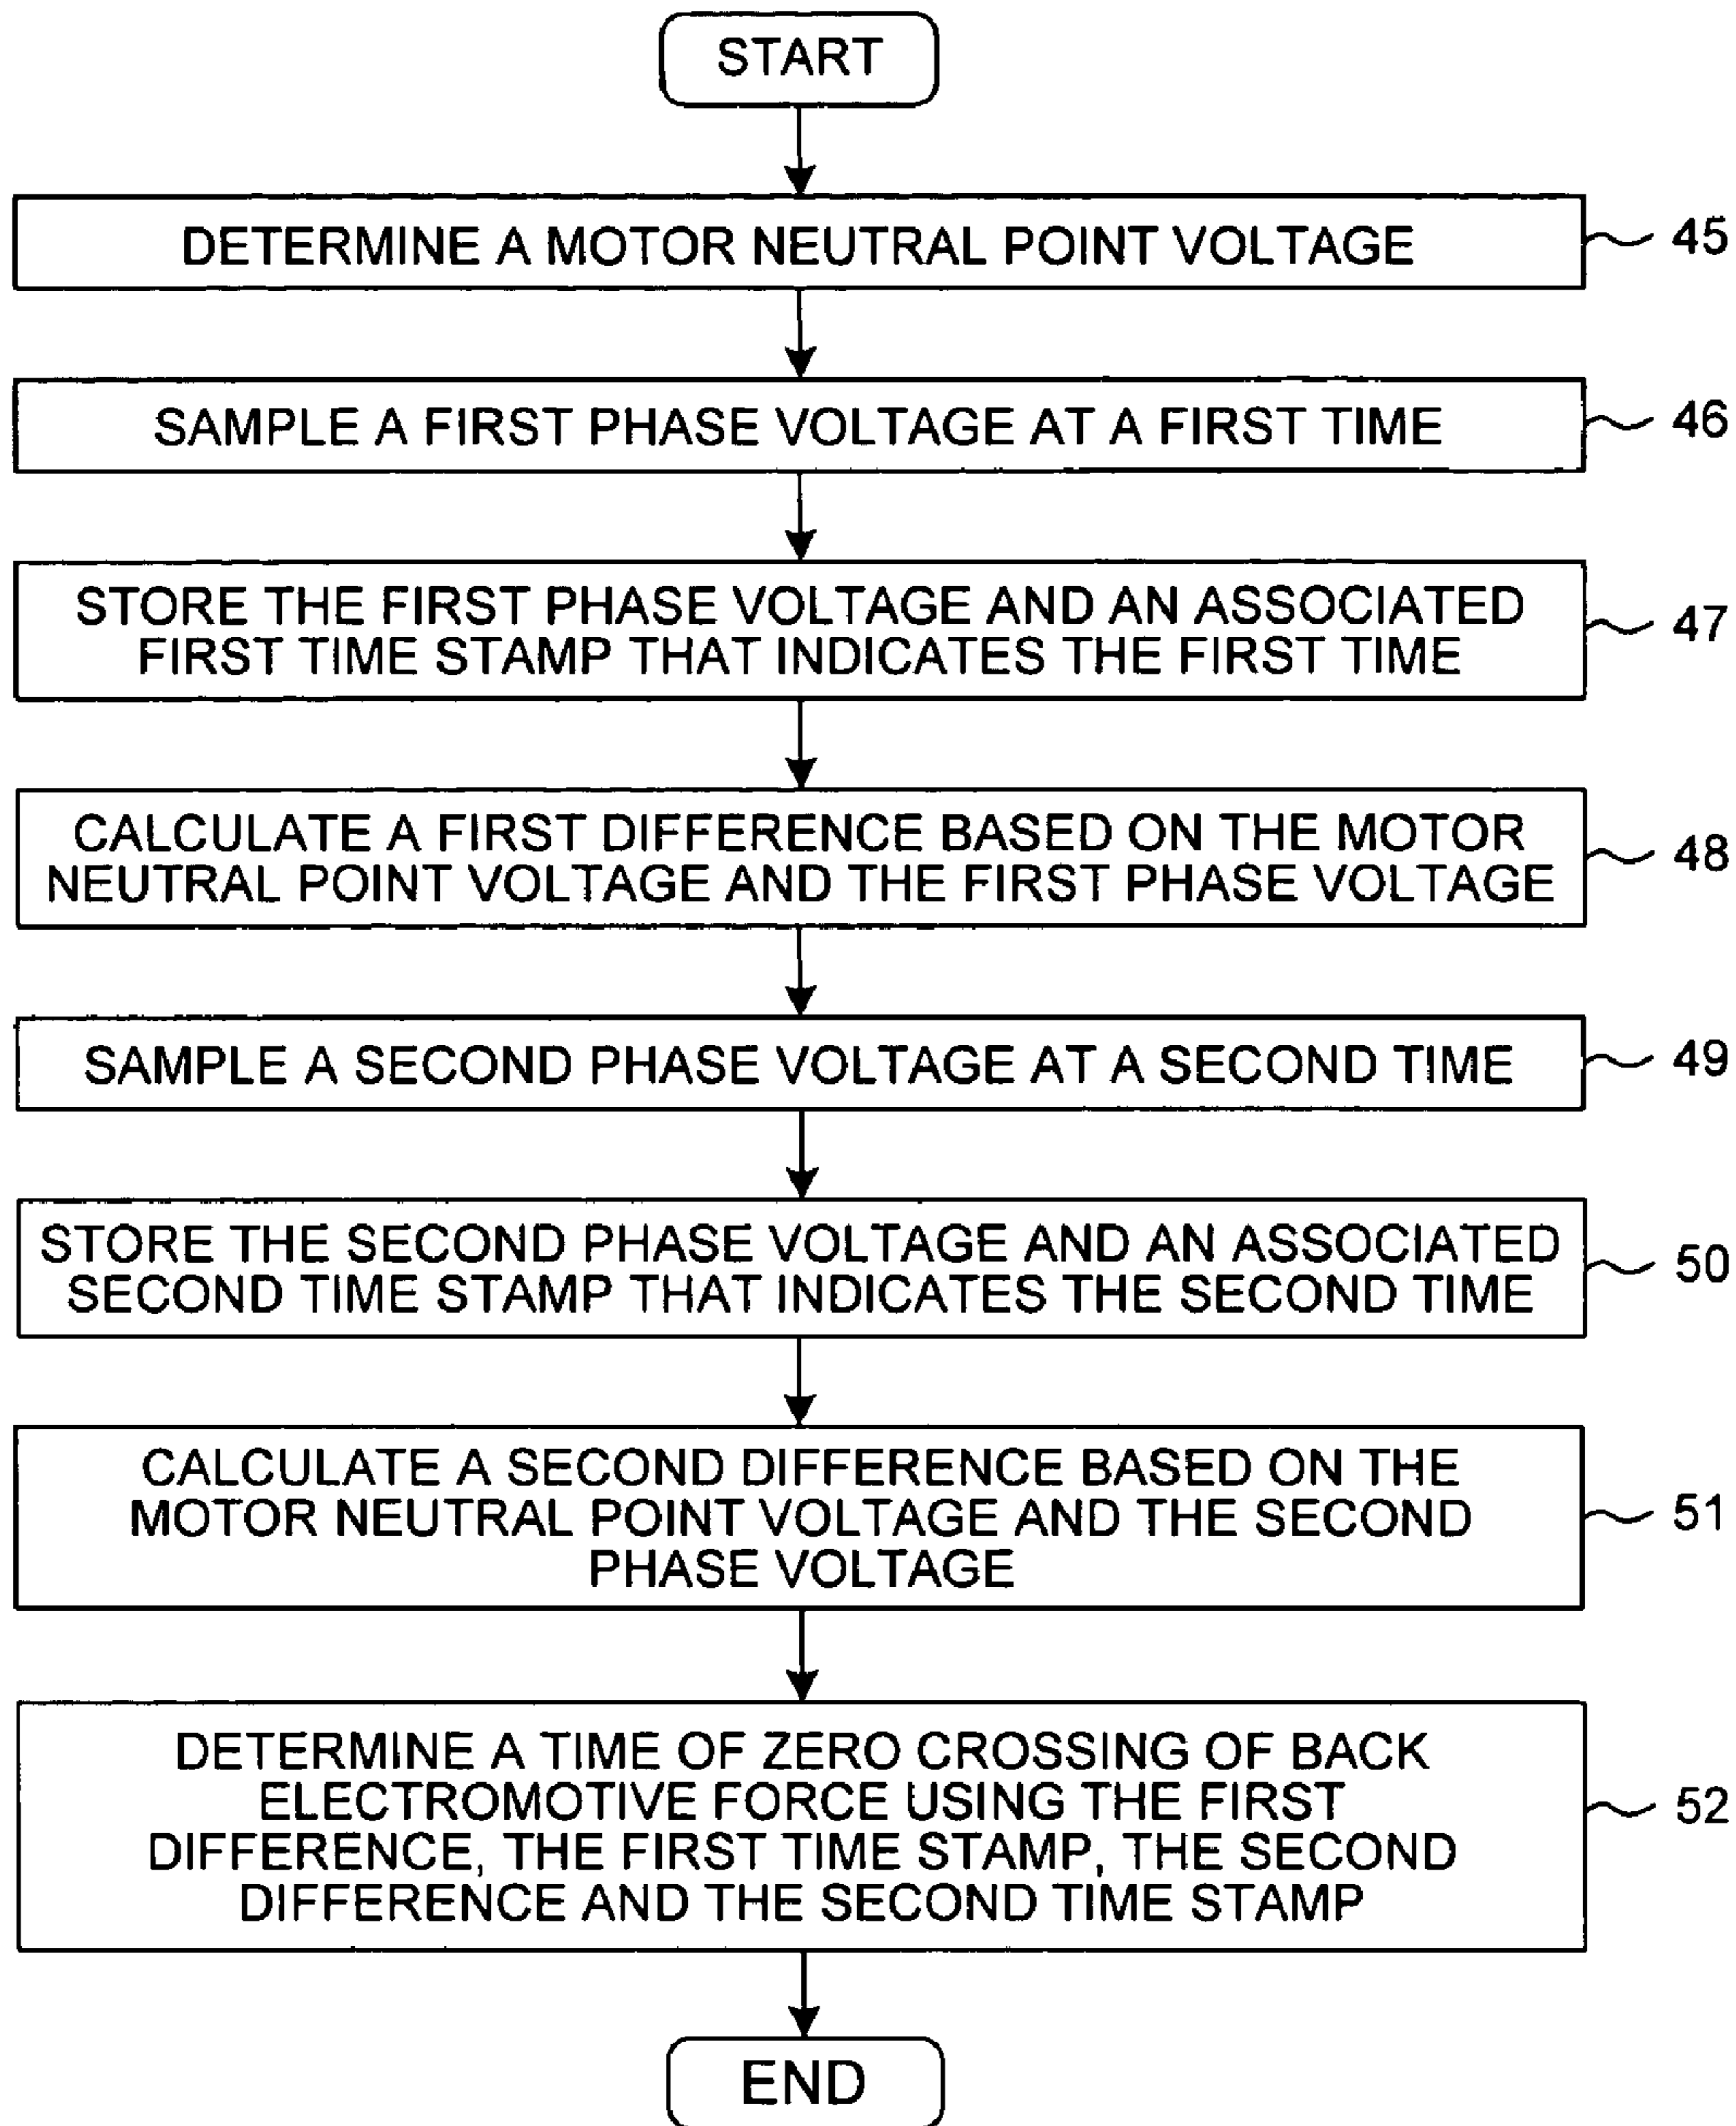 START
DETERMINE A MOTOR NEUTRAL POINT VOLTAGE
45
SAMPLE A FIRST PHASE VOLTAGE AT A FIRST TIME
46
STORE THE FIRST PHASE VOLTAGE AND AN ASSOCIATED
FIRST TIME STAMP THAT INDICATES THE FIRST TIME
47
CALCULATE A FIRST DIFFERENCE BASED ON THE MOTOR
NEUTRAL POINT VOLTAGE AND THE FIRST PHASE VOLTAGE
48
SAMPLE A SECOND PHASE VOLTAGE AT A SECOND TIME
49
STORE THE SECOND PHASE VOLTAGE AND AN ASSOCIATED
SECOND TIME STAMP THAT INDICATES THE SECOND TIME
50
CALCULATE A SECOND DIFFERENCE BASED ON THE
MOTOR NEUTRAL POINT VOLTAGE AND THE SECOND
PHASE VOLTAGE
51
DETERMINE A TIME OF ZERO CROSSING OF BACK
ELECTROMOTIVE FORCE USING THE FIRST
DIFFERENCE, THE FIRST TIME STAMP, THE SECOND
DIFFERENCE AND THE SECOND TIME STAMP
52
END